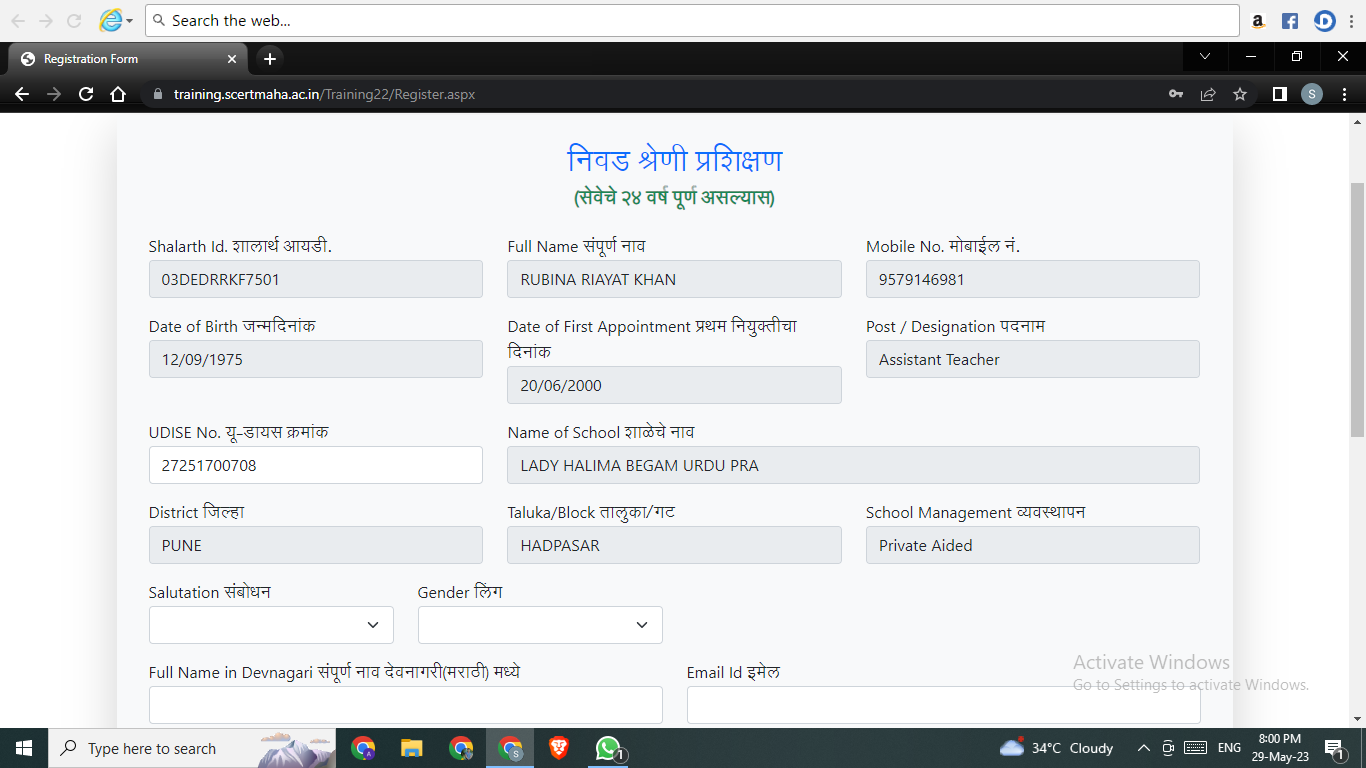 Search the web...
Registration Form
training.scertmaha.ac.in/Training22/Register.aspx
निवड श्रेणी प्रशिक्षण
(सेवेचे २४ वर्ष पूर्ण असल्यास)
Shalarth Id. शालार्थ आयडी.
Full Name संपूर्ण नाव
Mobile No. मोबाईल नं.
03DEDRRKF7501
RUBINA RIAYAT KHAN
9579146981
Date of Birth जन्मदिनांक
Date of First Appointment प्रथम नियुक्तीचा
दिनांक
Post / Designation पदनाम
12/09/1975
20/06/2000
Assistant Teacher
UDISE No. यू-डायस क्रमांक
Name of School शाळेचे नाव
27251700708
LADY HALIMA BEGAM URDU PRA
District जिल्हा
Taluka/Block तालुका/गट
School Management व्यवस्थापन
PUNE
HADPASAR
Private Aided
Salutation संबोधन
Gender लिंग
Full Name in Devnagari संपूर्ण नाव देवनागरी(मराठी) मध्ये
Email Id इमेल
Activate Windows
Go to Settings to activate Windows.
Type here to search
34°C Cloudy
ENG
8:00 PM
29-May-23